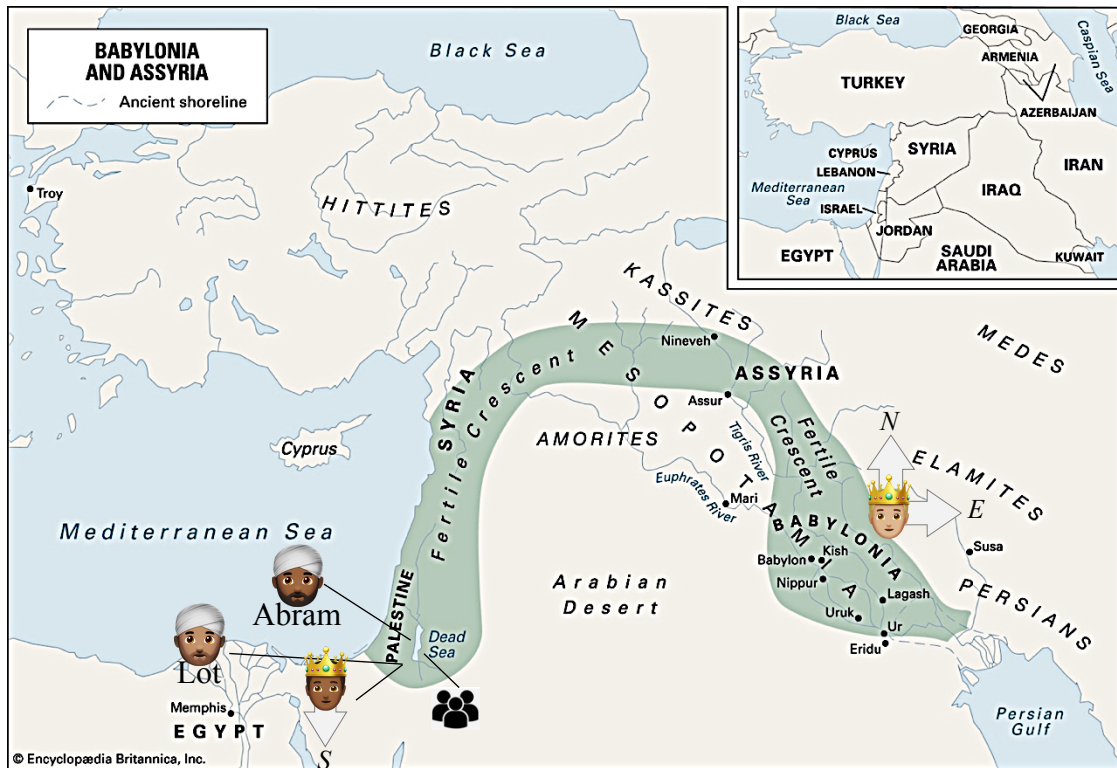 BABYLONIA
AND ASSYRIA
Ancient shoreline
Black Sea
Troy
HITTITES
KASSITES
MEDES
Nineveh
ASSYRIA
Assur
MESOPOTAMIA
SYRIA
Fertile Crescent
Fertile
Crescent
AMORITES
Tigris River
Euphrates River
Mari
Cyprus
Mediterranean Sea
N
E
ELAMITES
BABYLONIA
Babylon
Kish
Nippur
Susa
PERSIANS
Lagash
Uruk
Ur
Eridu
Arabian
Desert
PALESTINE
Dead
Sea
Abram
Lot
Memphis
EGYPT
S
Persian
Gulf
© Encyclopædia Britannica, Inc.
Black Sea
GEORGIA
Caspian Sea
ARMENIA
TURKEY
AZERBAIJAN
CYPRUS
SYRIA
LEBANON
IRAN
Mediterranean
Sea
IRAQ
ISRAEL
JORDAN
EGYPT
SAUDI
ARABIA
KUWAIT